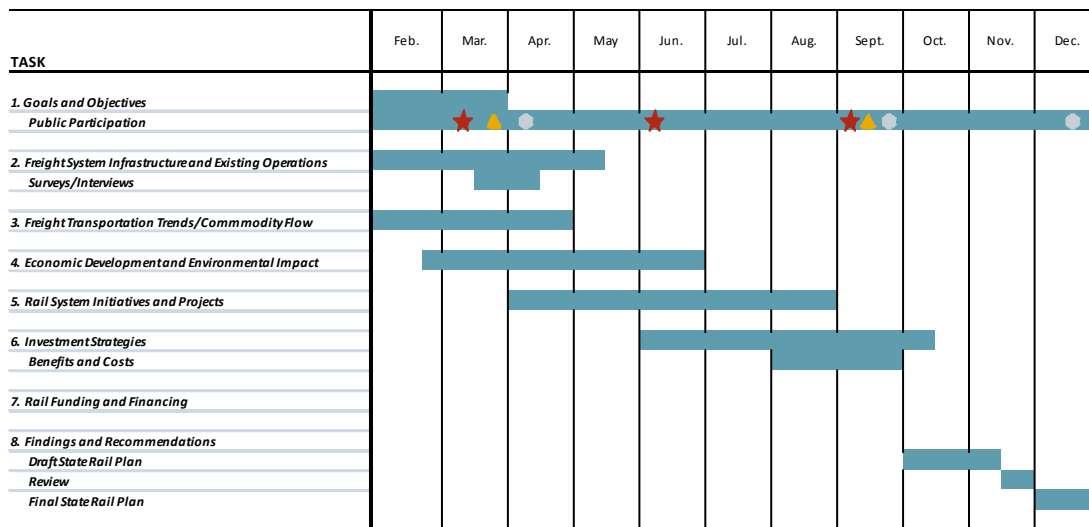 Feb. Mar. Apr. May Jun. Jul. Aug. Sept. Oct. Nov. Dec.
TASK
1. Goals and Objectives
Public Participation
2. Freight System Infrastructure and Existing Operations
Surveys/Interviews
3. Freight Transportation Trends/Commmodity Flow
4. Economic Development and Environmental Impact
5. Rail System Initiatives and Projects
6. Investment Strategies
Benefits and Costs
7. Rail Funding and Financing
8. Findings and Recommendations
Draft State Rail Plan
Review
Final State Rail Plan